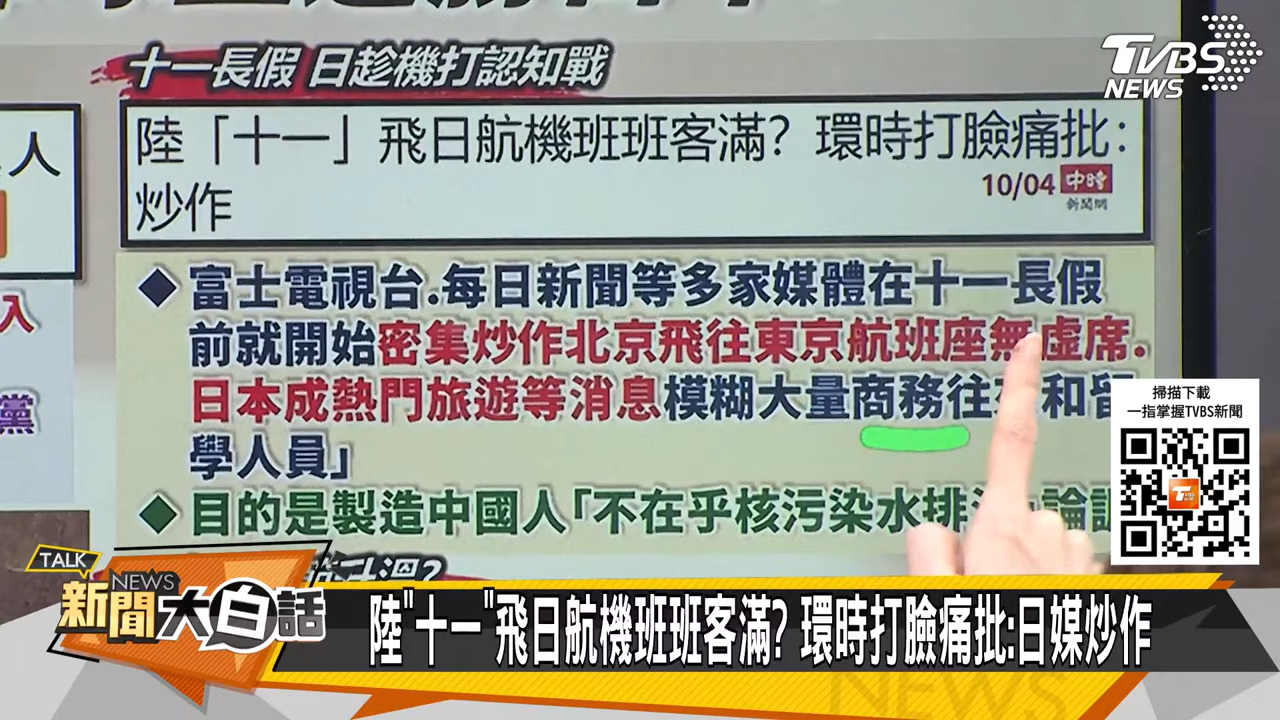 TVBS
NEWS
十一長假 日趁機打認知戰
陸「十一」飛日航機班班客滿？環時打臉痛批：
炒作
10/04 中時
新聞網
人
入
黨
◆富士電視台.每日新聞等多家媒體在十一長假
前就開始密集炒作北京飛往東京航班座無虛席.
日本成熱門旅遊等消息模糊大量商務往 和留
學人員」
◆目的是製造中國人「不在乎核污染水排 論
掃描下載
一指掌握TVBS新聞
TVBS
TALK
NEWS
新聞大白話
陸"十一"飛日航機班班客滿? 環時打臉痛批:日媒炒作
NEWS